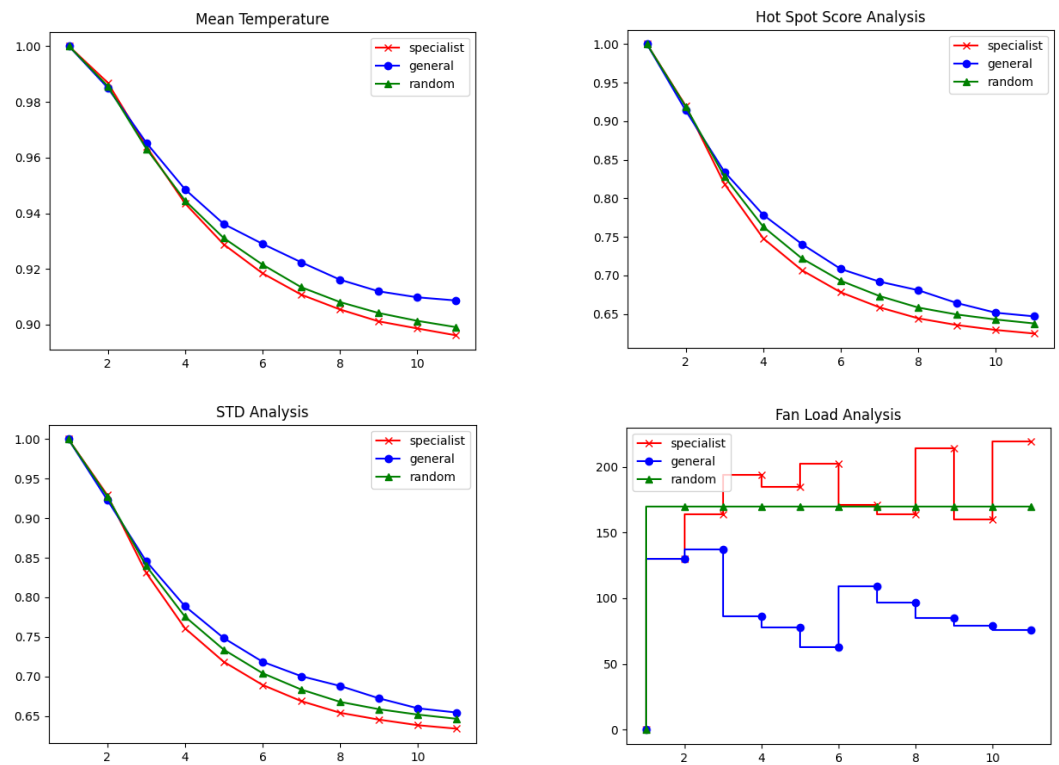 Mean Temperature
1.00
0.98
0.96
0.94
0.92
0.90
2 4 6 8 10
specialist
general
random
Hot Spot Score Analysis
1.00
0.95
0.90
0.85
0.80
0.75
0.70
0.65
2 4 6 8 10
specialist
general
random
STD Analysis
1.00
0.95
0.90
0.85
0.80
0.75
0.70
0.65
2 4 6 8 10
specialist
general
random
Fan Load Analysis
200
150
100
50
0
2 4 6 8 10
specialist
general
random